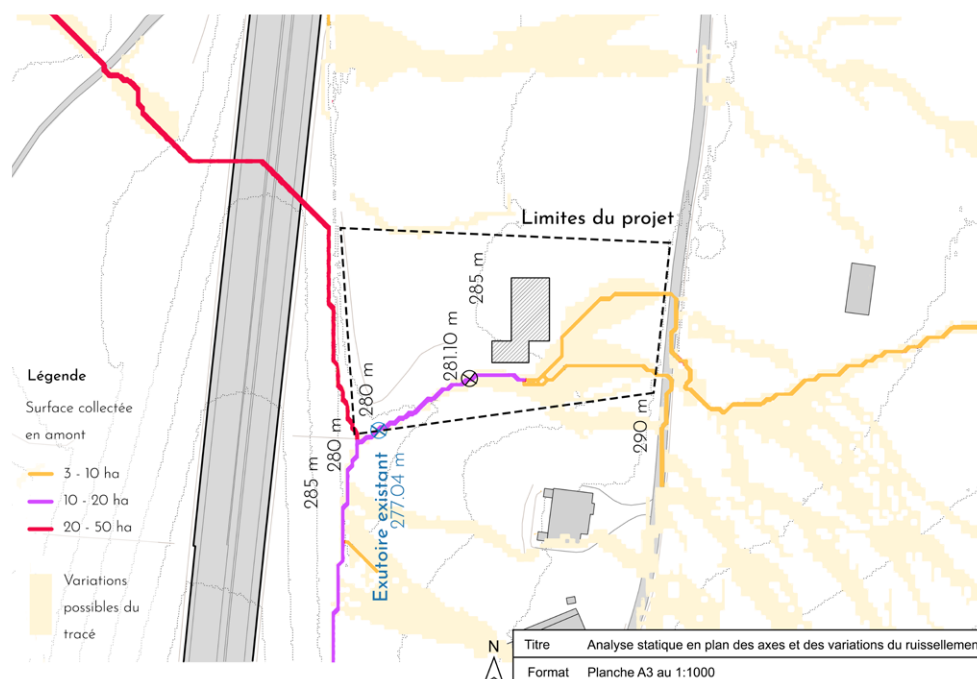 Limites du projet
285 m
281.10 m
280 m
280 m
285 m
290 m
Exutoire existant
277.04 m
Légende
Surface collectée
en amont
3 - 10 ha
10 - 20 ha
20 - 50 ha
Variations
possibles du
tracé
N
Titre Analyse statique en plan des axes et des variations du ruissellemen
Format Planche A3 au 1:1000